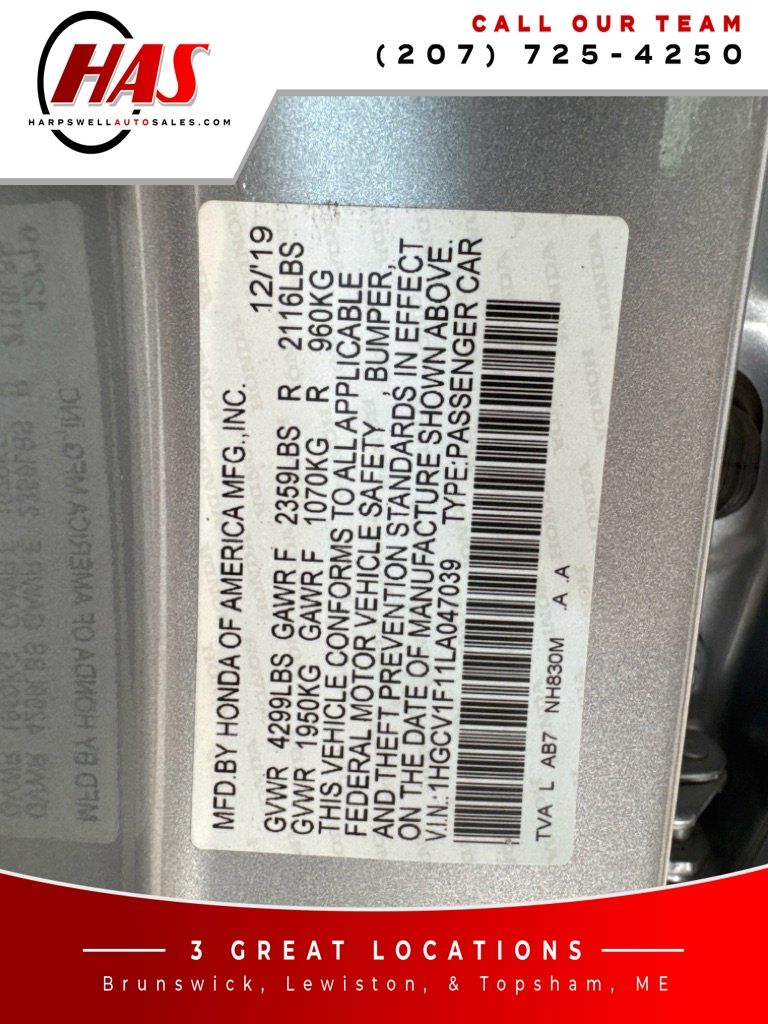 HAS
HARPSWELLAUTOSALES.COM
CALL OUR TEAM
(207) 725-4250
MFD.BY HONDA OF AMERICA MFG.,INC. 12/'19
GVWR 4299LBS GAWR F 2359LBS R 2116LBS
GVWR 1950KG GAWR F 1070KG R 960KG
THIS VEHICLE CONFORMS TO ALL APPLICABLE
FEDERAL MOTOR VEHICLE SAFETY , BUMPER,
AND THEFT PREVENTION STANDARDS IN EFFECT
ON THE DATE OF MANUFACTURE SHOWN ABOVE.
V.I.N.:1HGCV1F11LA047039 TYPE:PASSENGER CAR
TVA L AB7 NH830M .A .A
3 GREAT LOCATIONS
Brunswick, Lewiston, & Topsham, ME